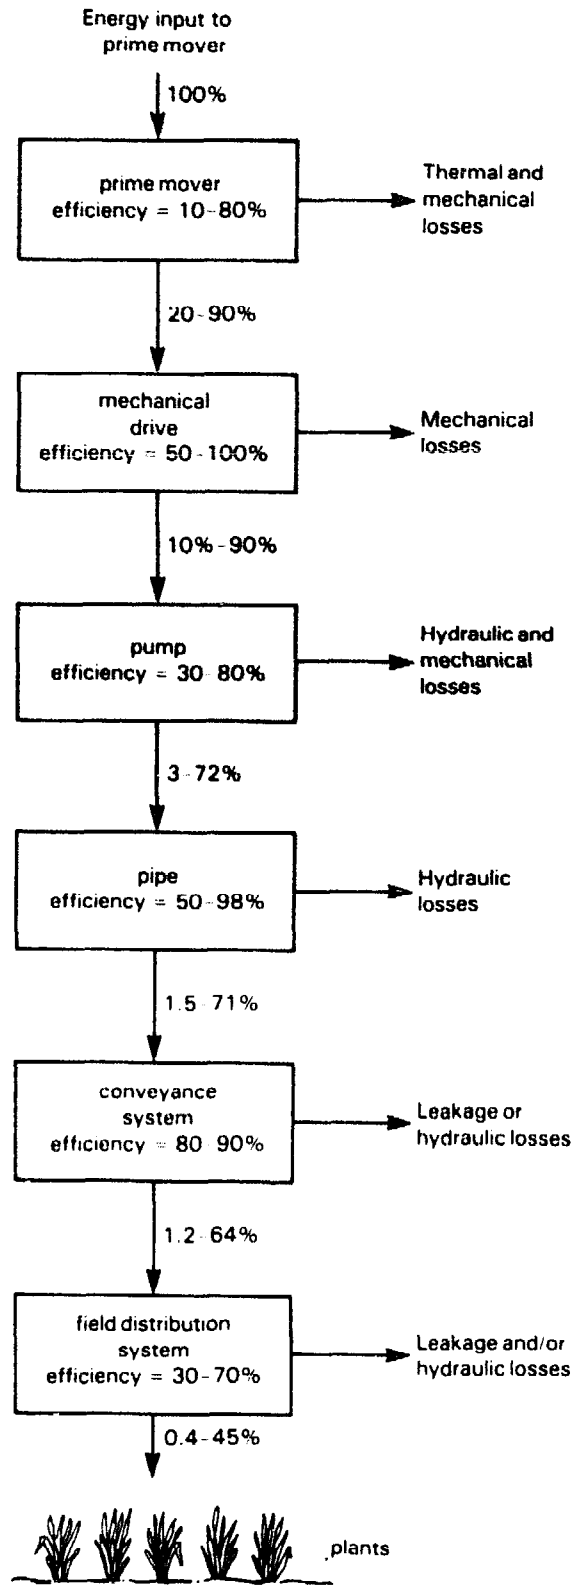 Energy input to
prime mover
100%
prime mover
efficiency = 10-80%
Thermal and
mechanical
losses
20-90%
mechanical
drive
efficiency = 50-100%
Mechanical
losses
10%-90%
pump
efficiency = 30-80%
Hydraulic and
mechanical
losses
3-72%
pipe
efficiency = 50-98%
Hydraulic
losses
1.5-71%
conveyance
system
efficiency = 80-90%
Leakage or
hydraulic losses
1.2-64%
field distribution
system
efficiency = 30-70%
Leakage and/or
hydraulic losses
0.4-45%
plants